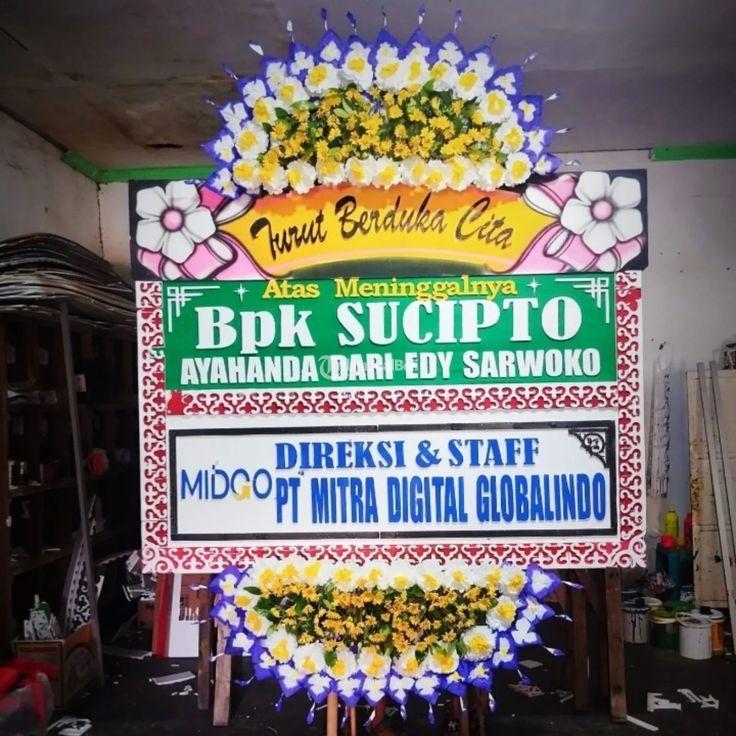 Turut Berduka Cita
Atas Meninggalnya
Bpk SUCIPTO
AYAHANDA DARI EDY SARWOKO
MIDGO
DIREKSI & STAFF
PT MITRA DIGITAL GLOBALINDO